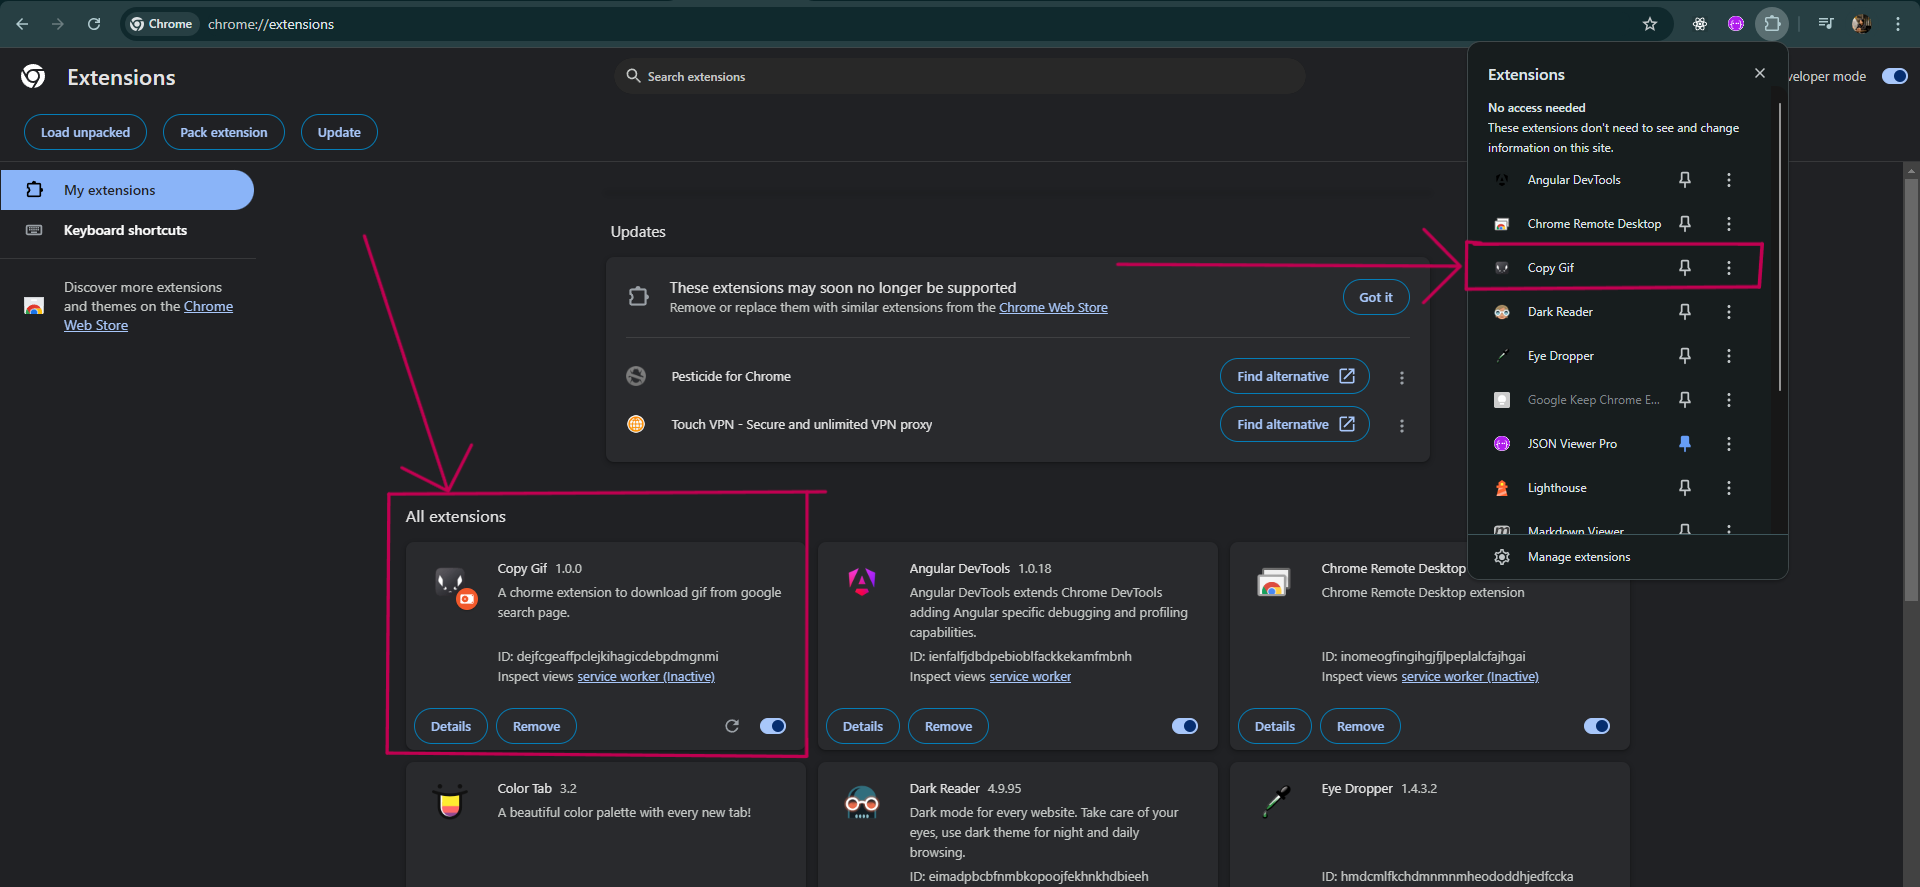 Chrome
chrome://extensions
Extensions
Search extensions
veloper mode
Load unpacked
Pack extension
Update
My extensions
Keyboard shortcuts
Discover more extensions
and themes on the Chrome
Web Store
Updates
These extensions may soon no longer be supported
Remove or replace them with similar extensions from the Chrome Web Store
Got it
Pesticide for Chrome
Find alternative
Touch VPN - Secure and unlimited VPN proxy
Find alternative
All extensions
Copy Gif 1.0.0
A chorme extension to download gif from google
search page.
ID: dejfcgeaffpclejkihagicdebpdmgnmi
Inspect views service worker (Inactive)
Details
Remove
Angular DevTools 1.0.18
Angular DevTools extends Chrome DevTools
adding Angular specific debugging and profiling
capabilities.
ID: ienfalfjdbdpebioblfackkekamfmbnh
Inspect views service worker
Details
Remove
Chrome Remote Desktop
Chrome Remote Desktop extension
ID: inomeogfingihgjfjlpeplalcfajhgai
Inspect views service worker (Inactive)
Details
Remove
Color Tab 3.2
A beautiful color palette with every new tab!
Dark Reader 4.9.95
Dark mode for every website. Take care of your
eyes, use dark theme for night and daily
browsing.
ID: eimadpbcbfnmbkopoojfekhnkhdbieeh
Eye Dropper 1.4.3.2
ID: hmdcmlfkchdmnmnmheododdhjedfccka
Extensions
No access needed
These extensions don't need to see and change
information on this site.
Angular DevTools
Chrome Remote Desktop
Copy Gif
Dark Reader
Eye Dropper
Google Keep Chrome E...
JSON Viewer Pro
Lighthouse
Markdown Viewer
Manage extensions